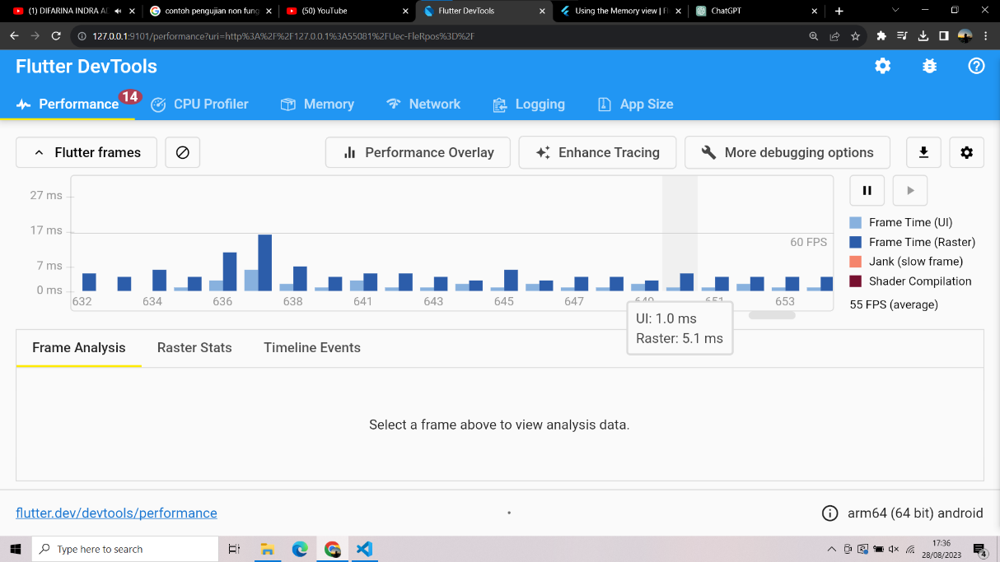 (1) DIFARINA INDRA AD
contoh pengujian non fung
(50) YouTube
Flutter DevTools
Using the Memory view | Fl
ChatGPT
127.0.0.1:9101/performance?uri=http%3A%2F%2F127.0.0.1%3A55081%2FUec-FleRpos%3D%2F
Flutter DevTools
Performance
14
CPU Profiler
Memory
Network
Logging
App Size
Flutter frames
Performance Overlay
Enhance Tracing
More debugging options
27 ms
17 ms
7 ms
0 ms
60 FPS
632
634
636
638
641
643
645
647
649
651
653
Frame Time (UI)
Frame Time (Raster)
Jank (slow frame)
Shader Compilation
55 FPS (average)
UI: 1.0 ms
Raster: 5.1 ms
Frame Analysis
Raster Stats
Timeline Events
Select a frame above to view analysis data.
flutter.dev/devtools/performance
•
arm64 (64 bit) android
Type here to search
17:36
28/08/2023
4